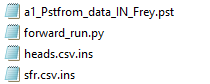 a1_Pstfrom_data_IN_Frey.pst
forward_run.py
heads.csv.ins
sfr.csv.ins